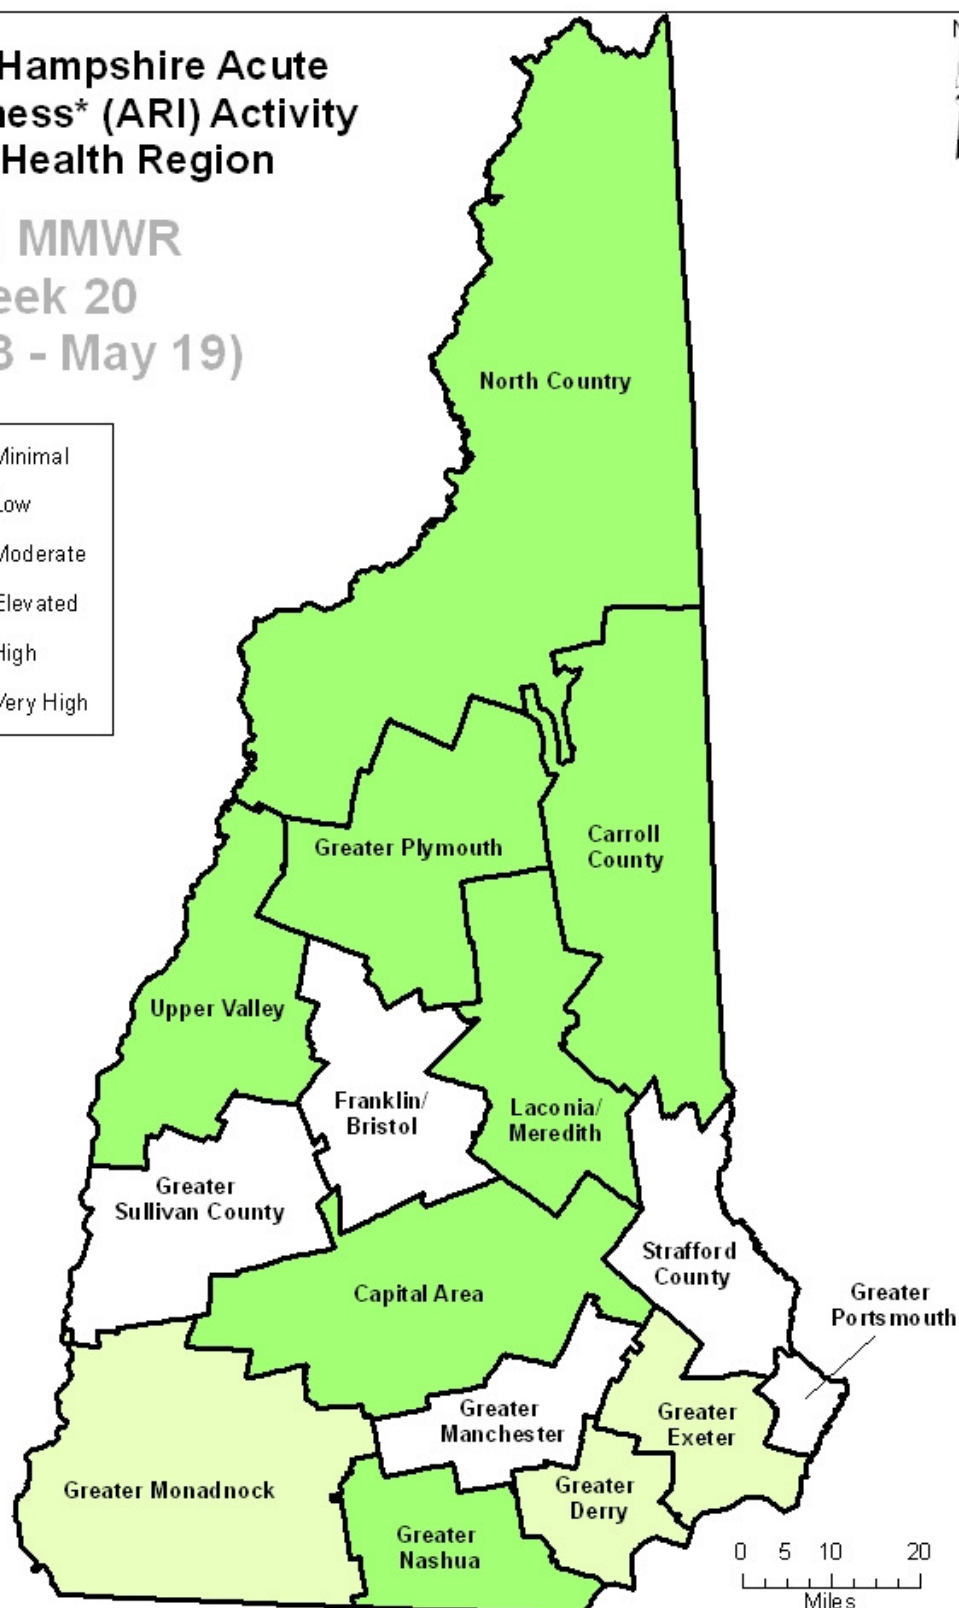 Hampshire Acute
ness* (ARI) Activity
Health Region
MMWR
eek 20
3 - May 19)
Minimal
Low
Moderate
Elevated
High
Very High
North Country
Greater Plymouth
Carroll
County
Upper Valley
Franklin/
Bristol
Laconia/
Meredith
Greater
Sullivan County
Strafford
County
Capital Area
Greater
Portsmouth
Greater
Manchester
Greater
Exeter
Greater Monadnock
Greater
Derry
Greater
Nashua
0 5 10 20
Miles